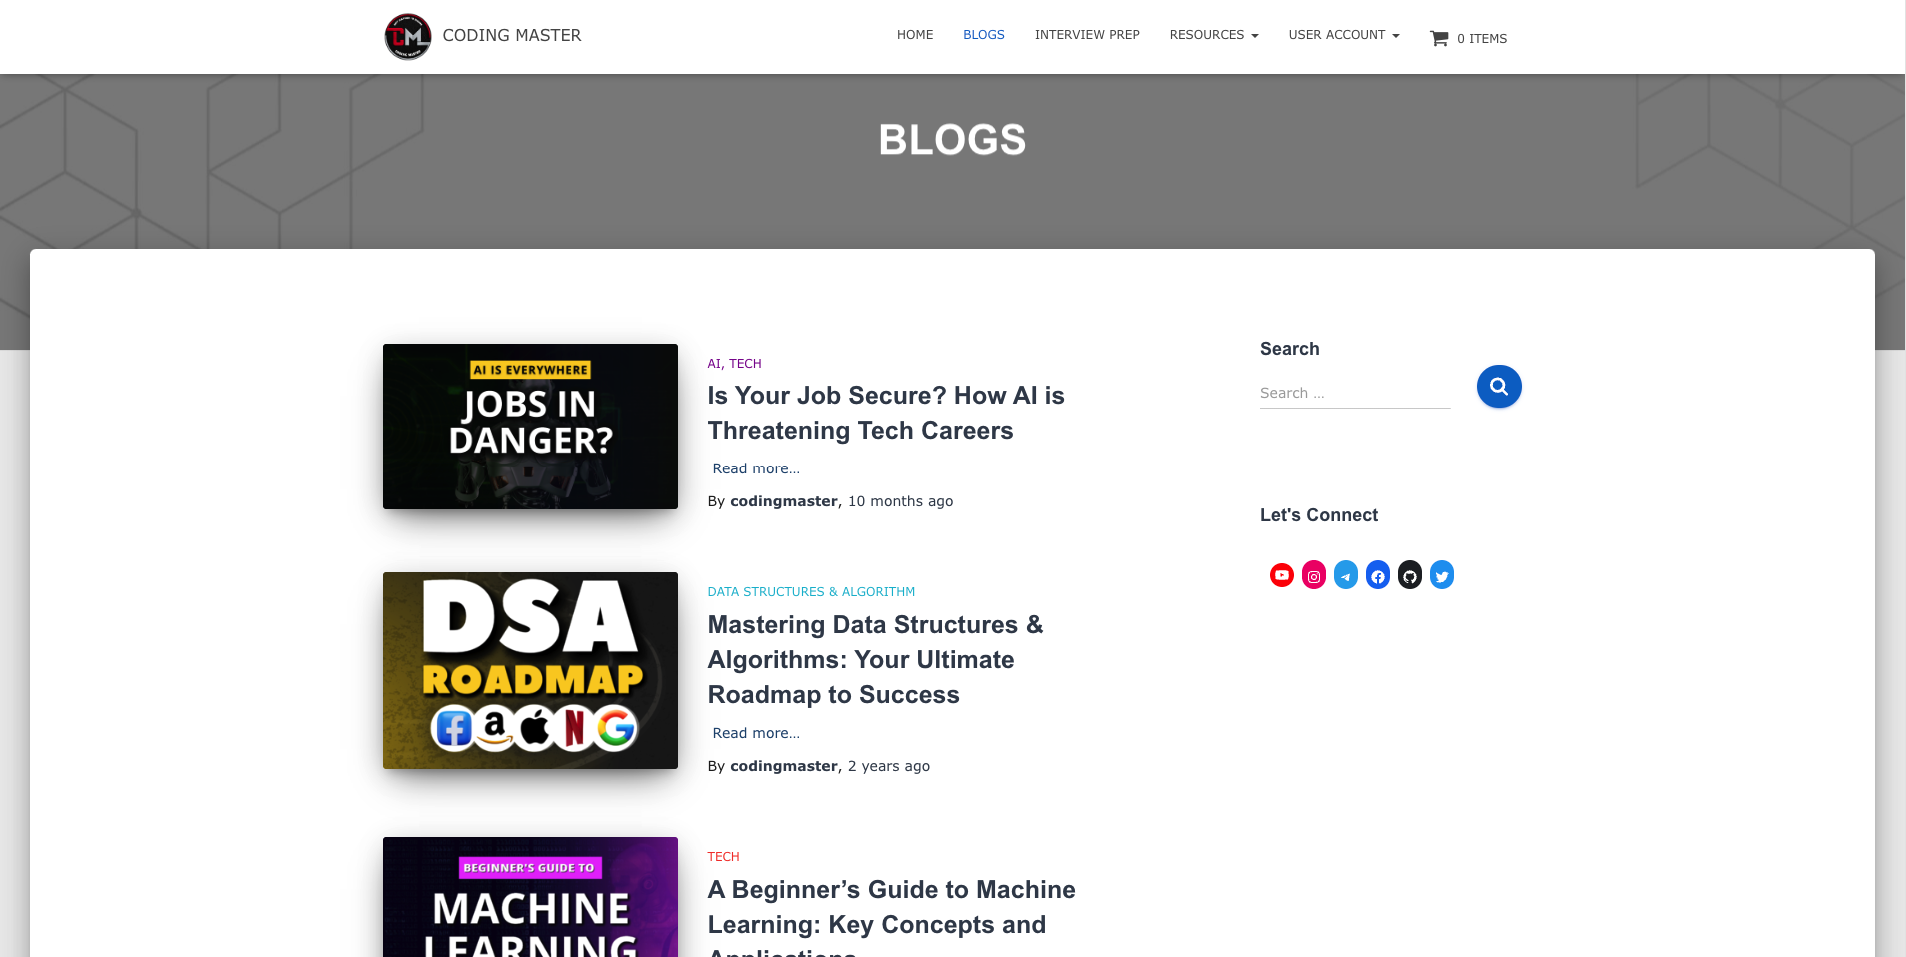 CODING MASTER
HOME
BLOGS
INTERVIEW PREP
RESOURCES
USER ACCOUNT
0 ITEMS
BLOGS
AI IS EVERYWHERE
JOBS IN
DANGER?
AI, TECH
Is Your Job Secure? How AI is
Threatening Tech Careers
Read more…
By codingmaster, 10 months ago
Search
Search …
Let's Connect
DSA
ROADMAP
DATA STRUCTURES & ALGORITHM
Mastering Data Structures &
Algorithms: Your Ultimate
Roadmap to Success
Read more…
By codingmaster, 2 years ago
BEGINNER'S GUIDE TO
MACHINE
LEARNING
TECH
A Beginner’s Guide to Machine
Learning: Key Concepts and
Applications